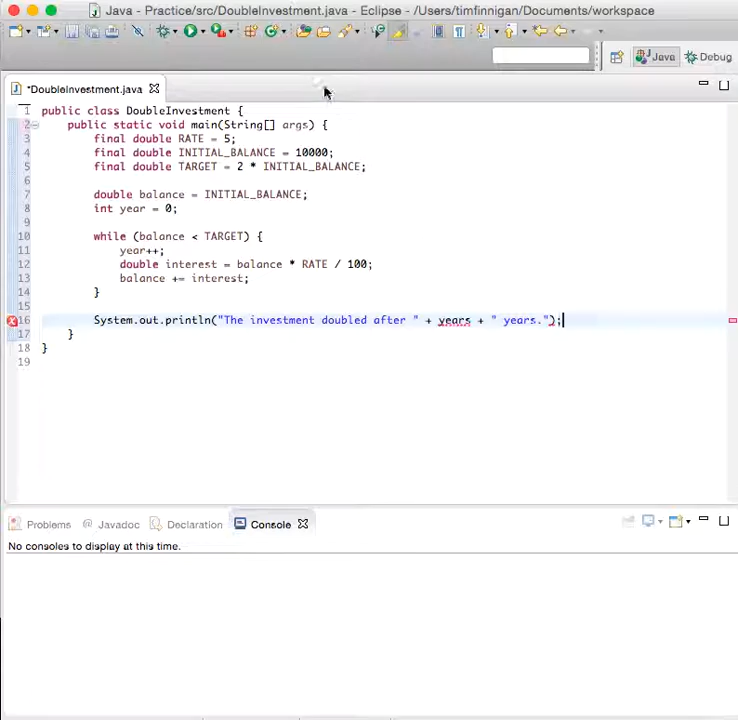 Java - Practice/src/DoubleInvestment.java - Eclipse - /Users/timfinnigan/Documents/workspace
Java Debug
*DoubleInvestment.java
1 public class DoubleInvestment {
2 public static void main(String[] args) {
3 final double RATE = 5;
4 final double INITIAL_BALANCE = 10000;
5 final double TARGET = 2 * INITIAL_BALANCE;
6
7 double balance = INITIAL_BALANCE;
8 int year = 0;
9
10 while (balance < TARGET) {
11 year++;
12 double interest = balance * RATE / 100;
13 balance += interest;
14 }
15
16 System.out.println("The investment doubled after " + years + " years.");
17 }
18 }
19
Problems @ Javadoc Declaration Console
No consoles to display at this time.